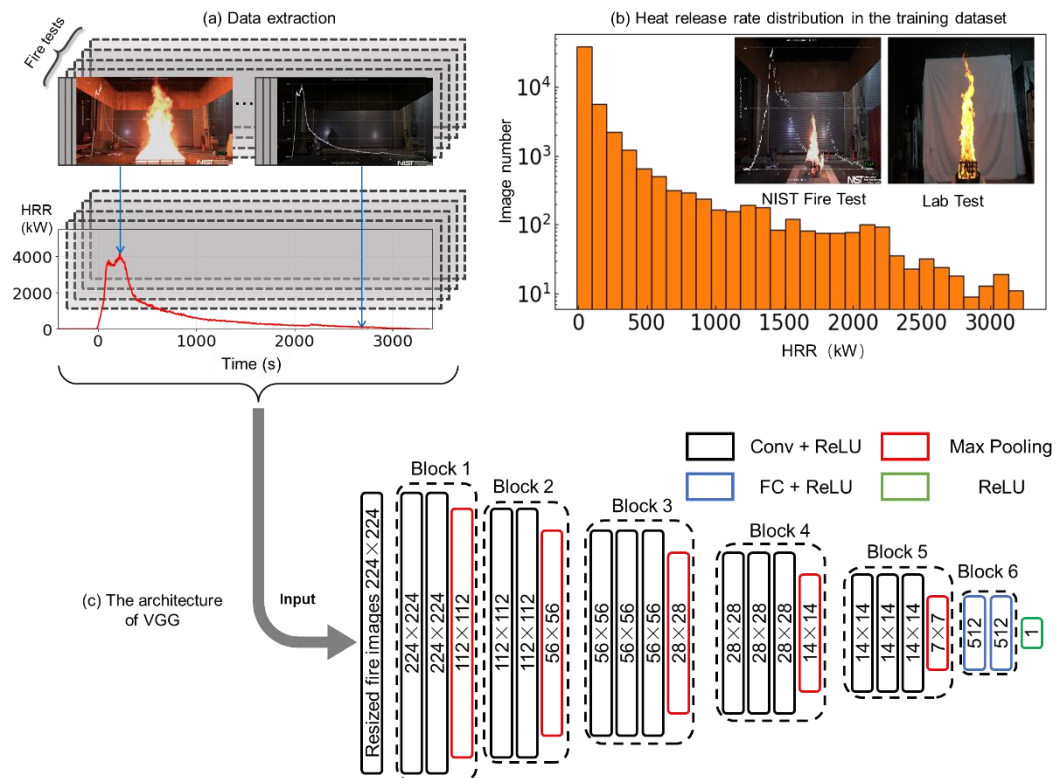 (a) Data extraction
Fire tests
...
NIST
NIST
HRR
(kW)
4000
2000
0
0
1000
2000
3000
Time (s)
(b) Heat release rate distribution in the training dataset
Image number
10⁴
10³
10²
10¹
NIST Fire Test
Lab Test
NIST
0
500
1000
1500
2000
2500
3000
HRR (kW)
Conv + ReLU
Max Pooling
FC + ReLU
ReLU
(c) The architecture
of VGG
Input
Resized fire images 224×224
Block 1
224×224
224×224
112×112
Block 2
112×112
112×112
56×56
Block 3
56×56
56×56
56×56
28×28
Block 4
28×28
28×28
28×28
14×14
Block 5
14×14
14×14
14×14
7×7
Block 6
512
512
1